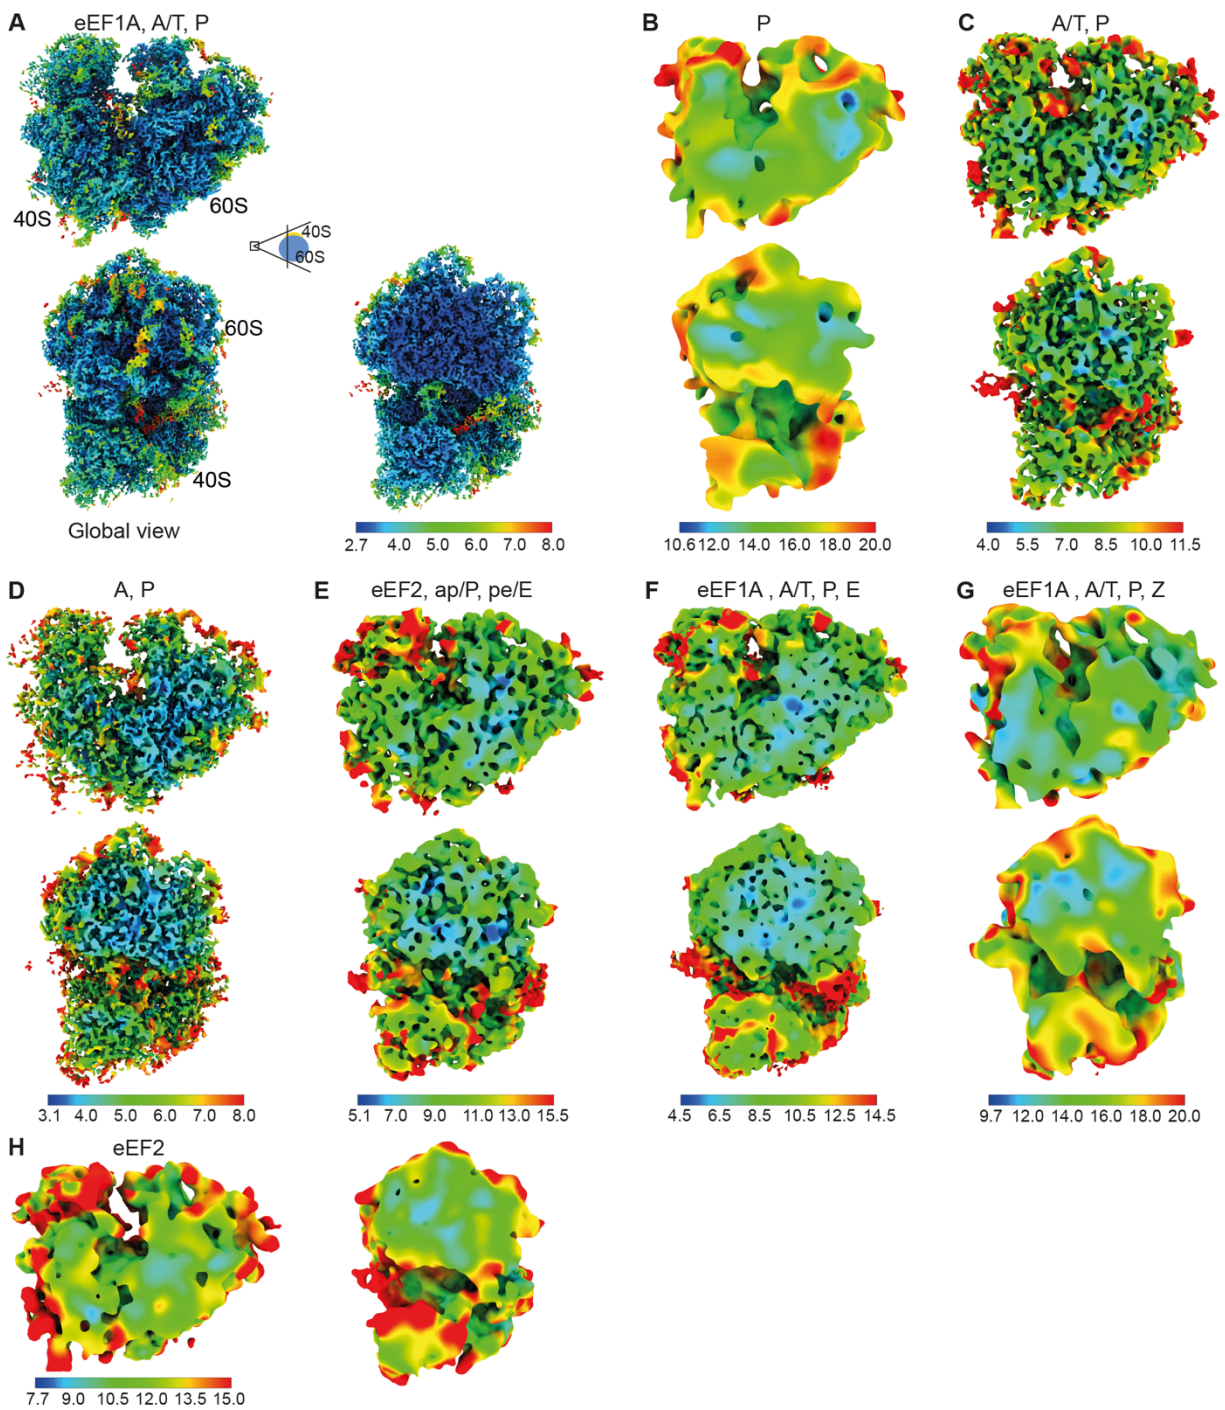 A eEF1A, A/T, P
40S
60S
40S
60S
60S
40S
Global view
2.7 4.0 5.0 6.0 7.0 8.0
B P
10.6 12.0 14.0 16.0 18.0 20.0
C A/T, P
4.0 5.5 7.0 8.5 10.0 11.5
D A, P
3.1 4.0 5.0 6.0 7.0 8.0
E eEF2, ap/P, pe/E
5.1 7.0 9.0 11.0 13.0 15.5
F eEF1A , A/T, P, E
4.5 6.5 8.5 10.5 12.5 14.5
G eEF1A , A/T, P, Z
9.7 12.0 14.0 16.0 18.0 20.0
H eEF2
7.7 9.0 10.5 12.0 13.5 15.0